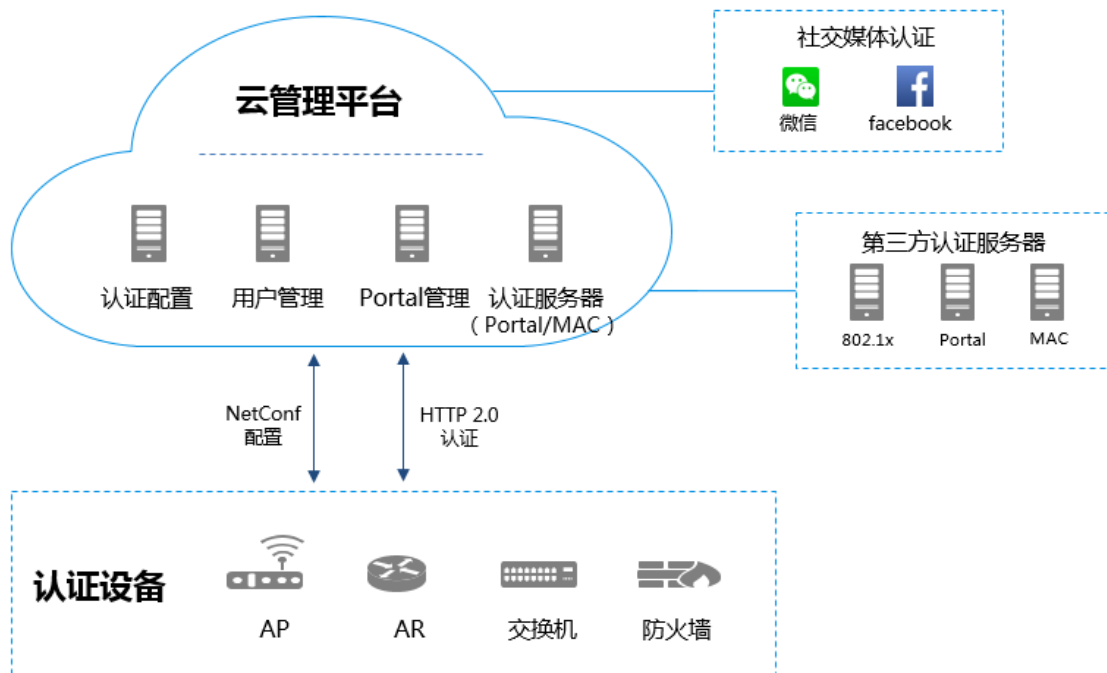 社交媒体认证
微信
facebook
云管理平台
第三方认证服务器
802.1x
Portal
MAC
认证配置
用户管理
Portal管理
认证服务器
（Portal/MAC）
NetConf
配置
HTTP 2.0
认证
认证设备
AP
AR
交换机
防火墙